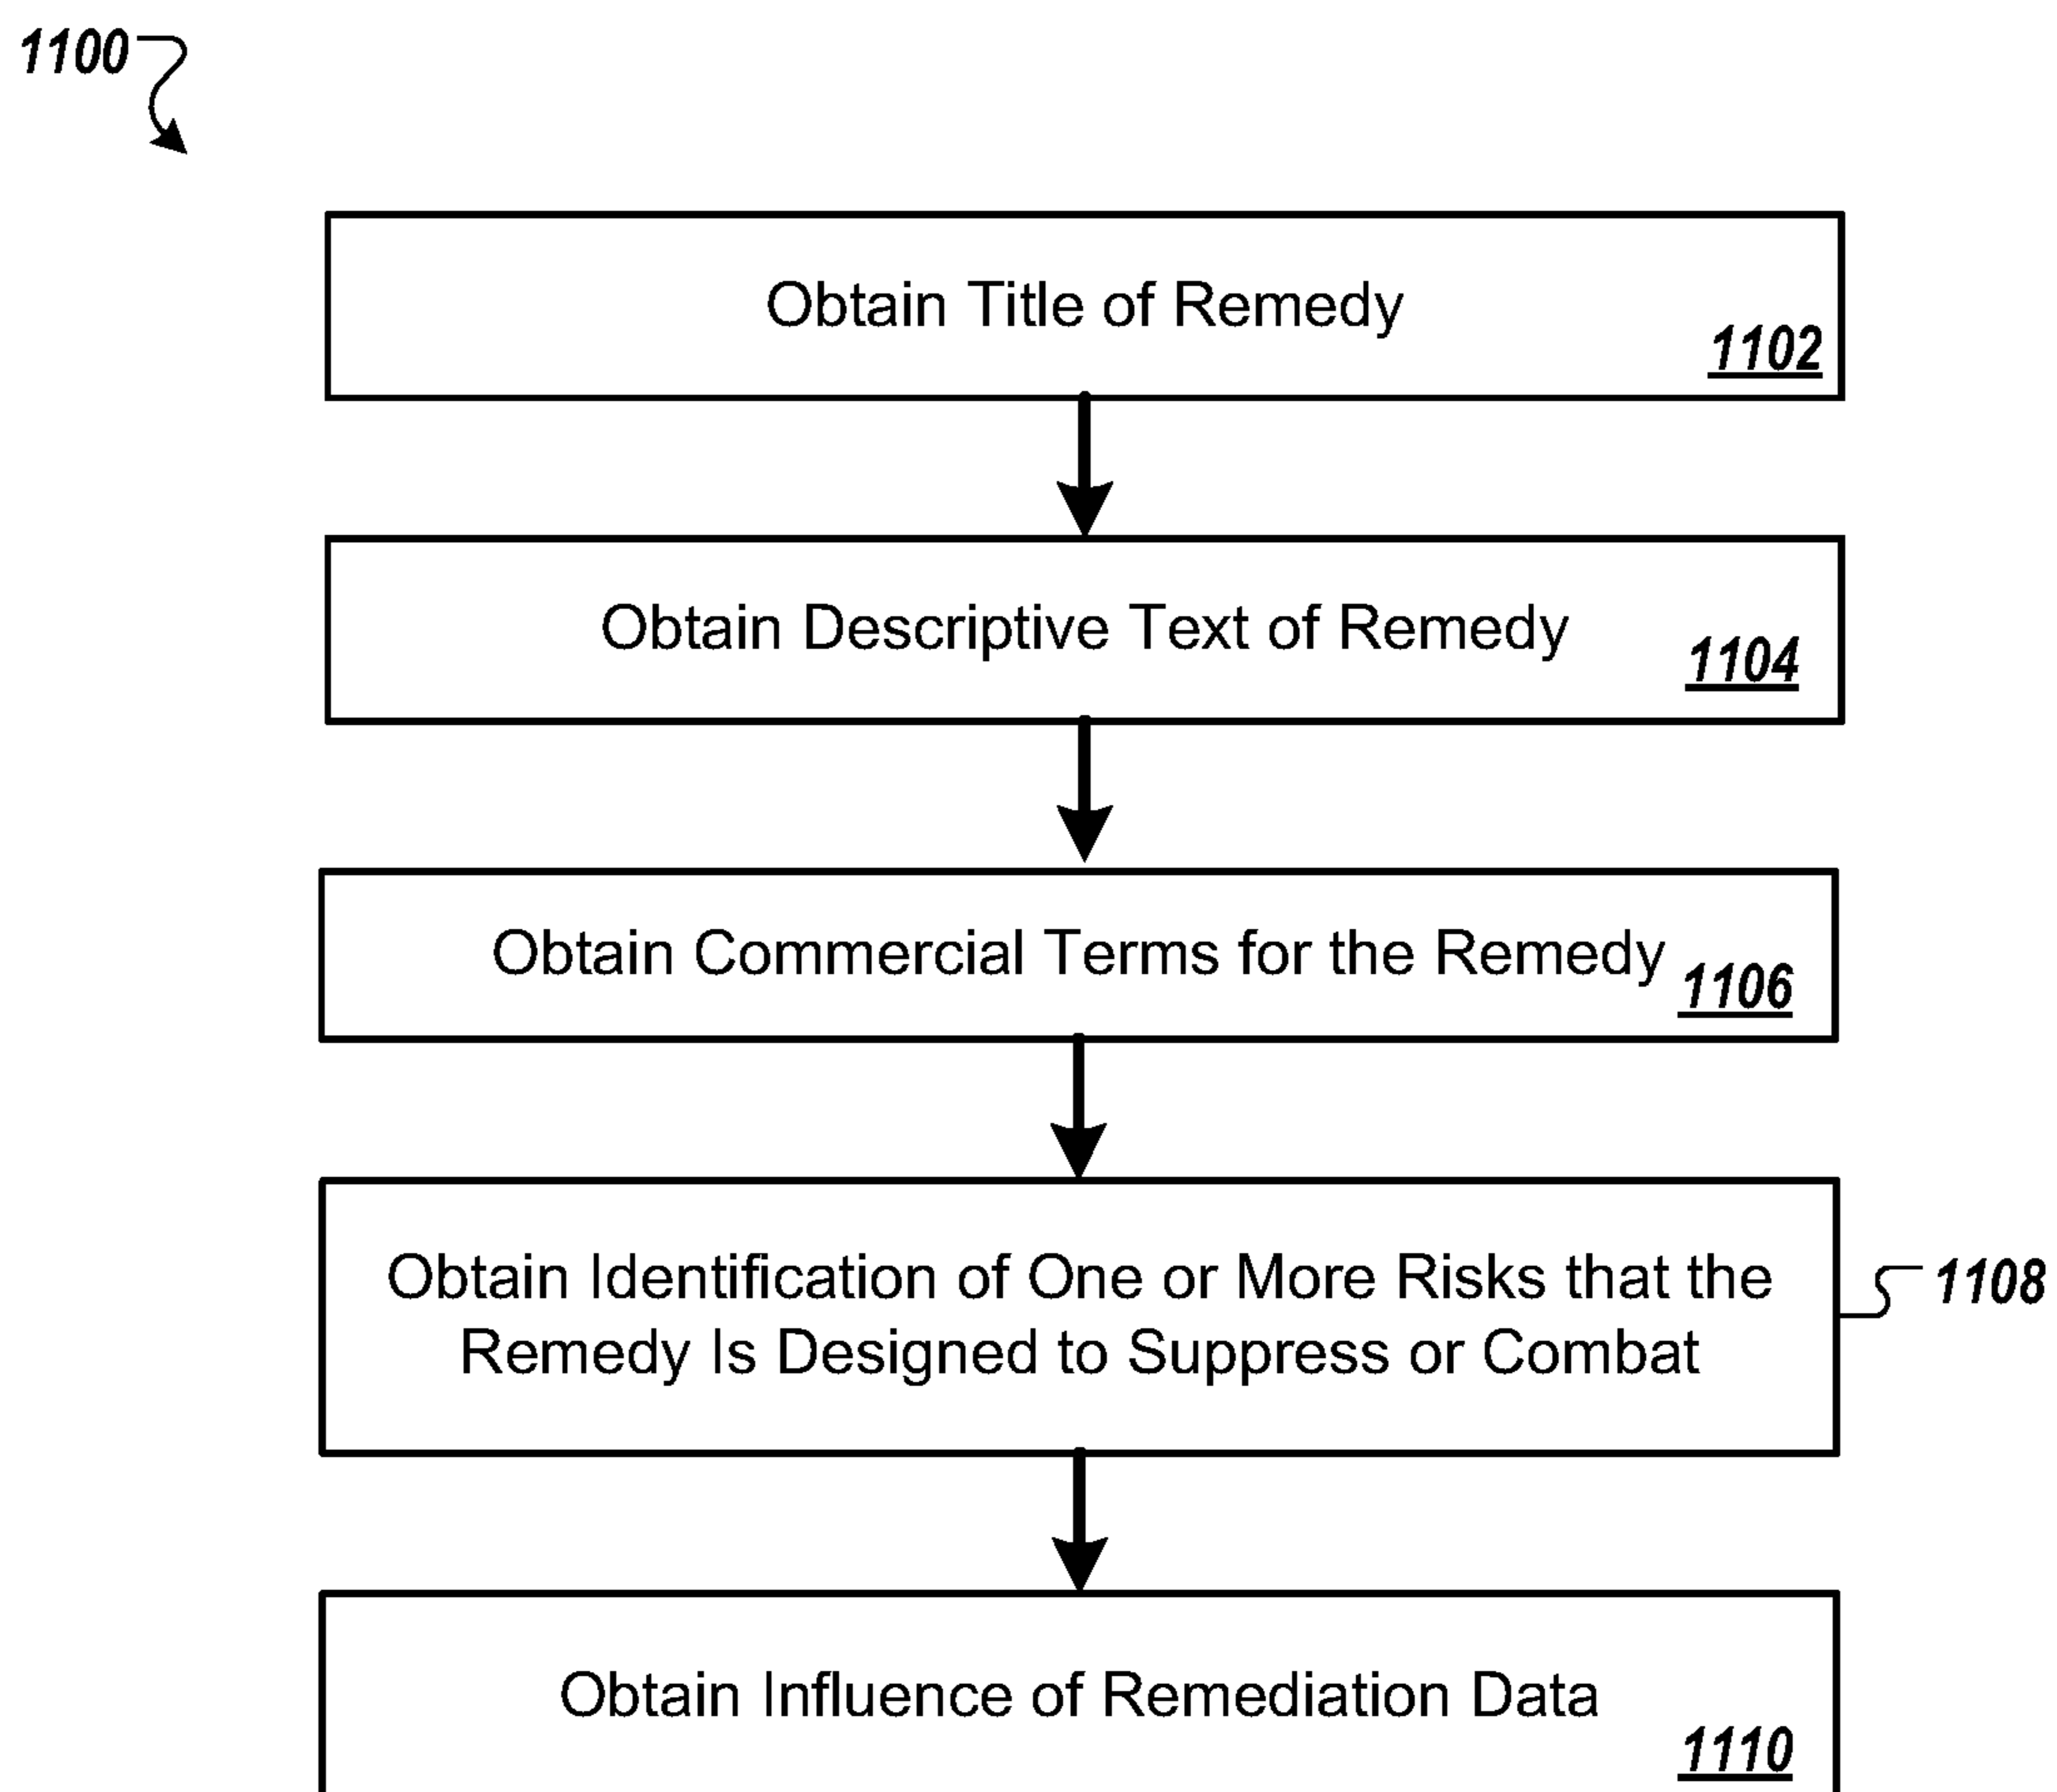 1100
Obtain Title of Remedy
1102
Obtain Descriptive Text of Remedy
1104
Obtain Commercial Terms for the Remedy
1106
Obtain Identification of One or More Risks that the
Remedy Is Designed to Suppress or Combat
1108
Obtain Influence of Remediation Data
1110